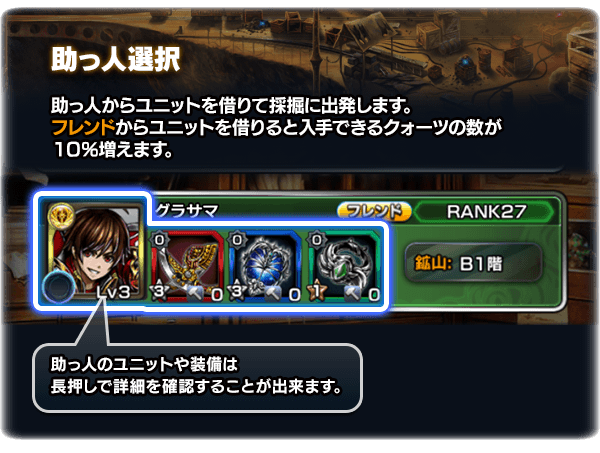 助っ人選択
助っ人からユニットを借りて採掘に出発します。
フレンドからユニットを借りると入手できるクォーツの数が
10％増えます。
グラサマ フレンド RANK27
0 0 0
Lv3 3 0 3 0 1 0
鉱山: B1階
助っ人のユニットや装備は
長押しで詳細を確認することが出来ます。